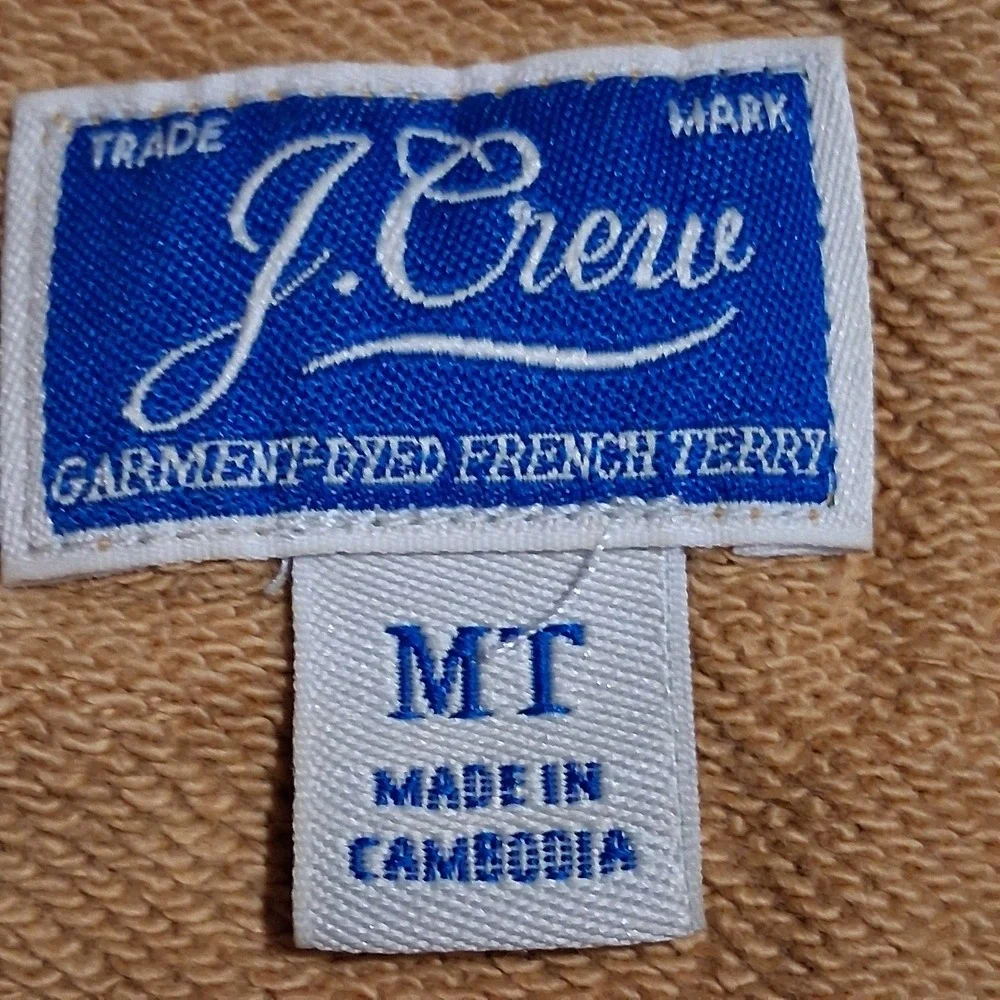 TRADE MARK
J.Crew
GARMENT-DYED FRENCH TERRY
MT
MADE IN
CAMBODIA